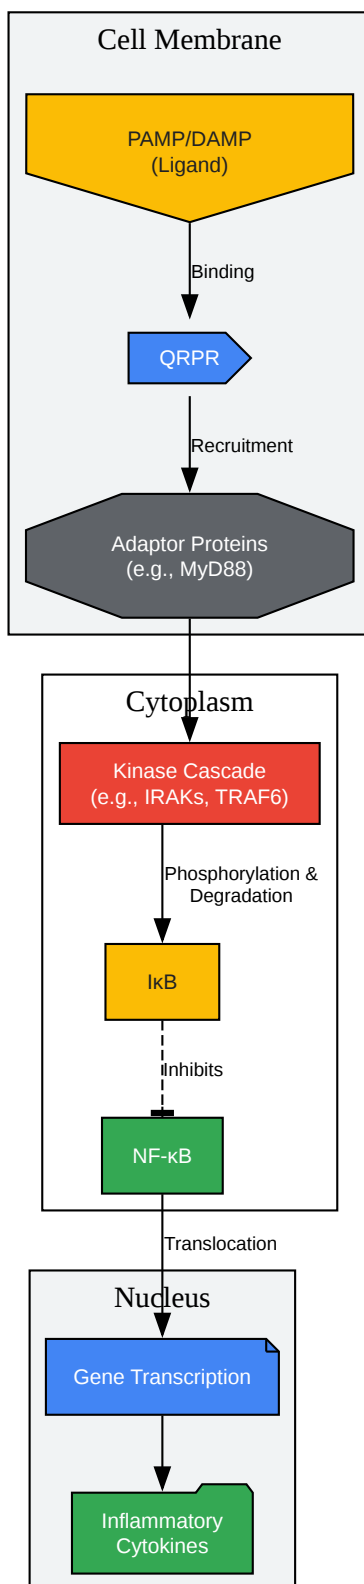 Cell Membrane
PAMP/DAMP
(Ligand)
Binding
QRPR
Recruitment
Adaptor Proteins
(e.g., MyD88)
Cytoplasm
Kinase Cascade
(e.g., IRAKs, TRAF6)
Phosphorylation &
Degradation
IκB
Inhibits
NF-κB
Translocation
Nucleus
Gene Transcription
Inflammatory
Cytokines